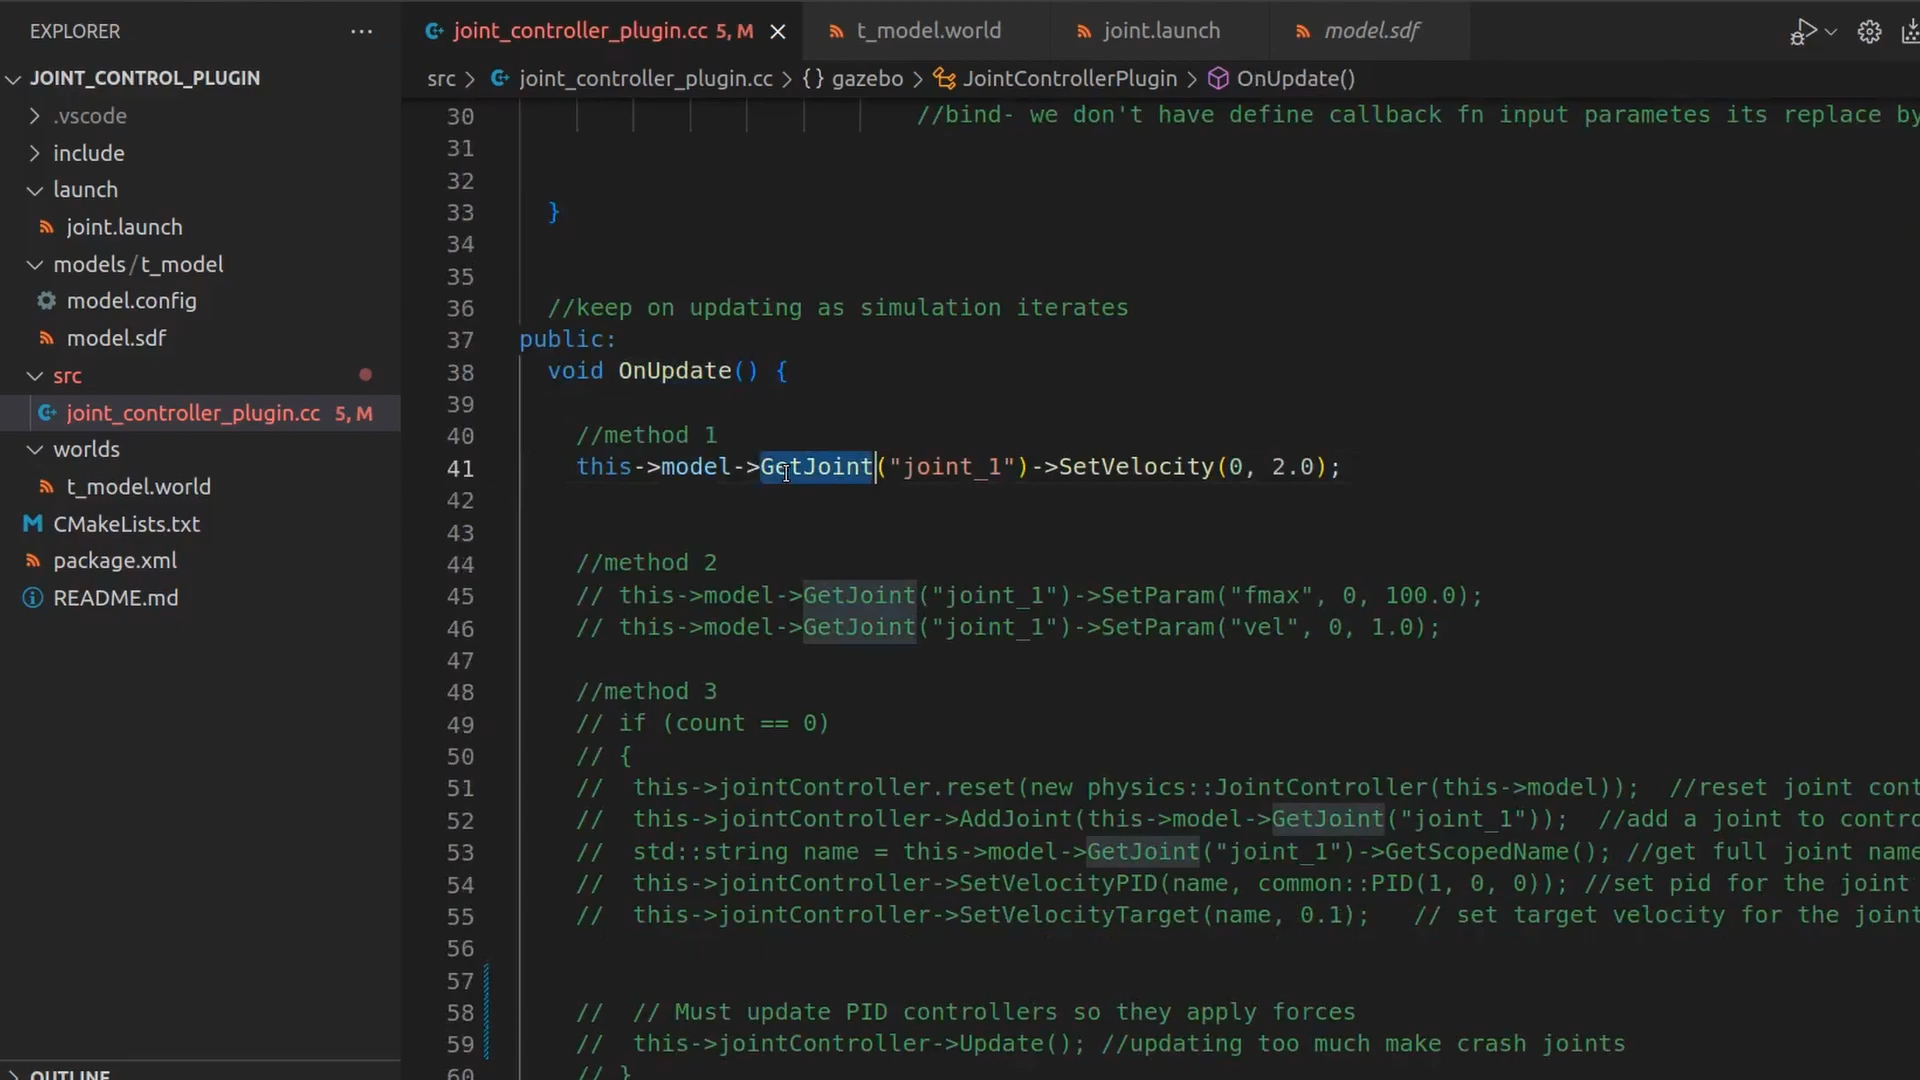 EXPLORER ...
JOINT_CONTROL_PLUGIN
.vscode
include
launch
joint.launch
models/t_model
model.config
model.sdf
src
joint_controller_plugin.cc 5, M
worlds
t_model.world
CMakeLists.txt
package.xml
README.md
OUTLINE
joint_controller_plugin.cc 5, M t_model.world joint.launch model.sdf
src > joint_controller_plugin.cc > {} gazebo > JointControllerPlugin > OnUpdate()
30 //bind- we don't have define callback fn input parametes its replace by
31
32
33 }
34
35
36 //keep on updating as simulation iterates
37 public:
38 void OnUpdate() {
39
40 //method 1
41 this->model->GetJoint("joint_1")->SetVelocity(0, 2.0);
42
43
44 //method 2
45 // this->model->GetJoint("joint_1")->SetParam("fmax", 0, 100.0);
46 // this->model->GetJoint("joint_1")->SetParam("vel", 0, 1.0);
47
48 //method 3
49 // if (count == 0)
50 // {
51 // this->jointController.reset(new physics::JointController(this->model)); //reset joint cont
52 // this->jointController->AddJoint(this->model->GetJoint("joint_1")); //add a joint to contro
53 // std::string name = this->model->GetJoint("joint_1")->GetScopedName(); //get full joint name
54 // this->jointController->SetVelocityPID(name, common::PID(1, 0, 0)); //set pid for the joint
55 // this->jointController->SetVelocityTarget(name, 0.1); // set target velocity for the joint
56
57
58 // // Must update PID controllers so they apply forces
59 // this->jointController->Update(); //updating too much make crash joints
60 // }